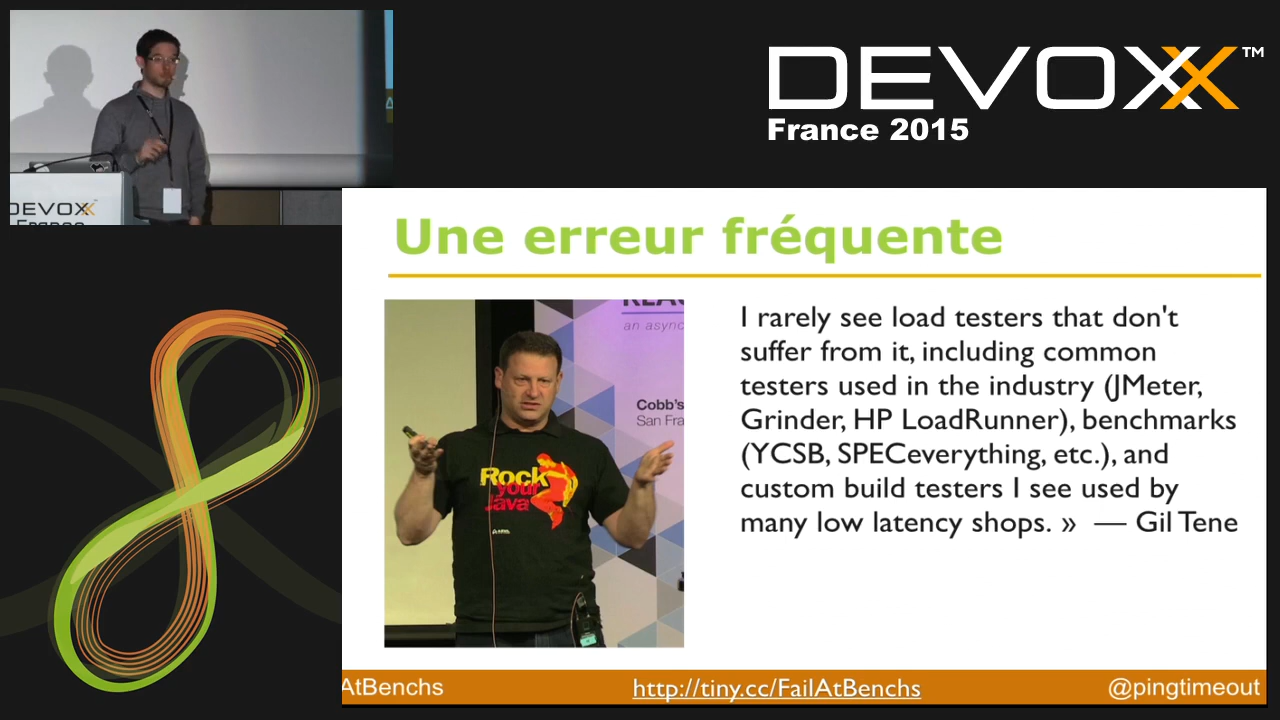 DEVOXX™
France 2015
DEVOXX
France
Une erreur fréquente
an async
Cobb's
San Fra
Rock
your
Java
I rarely see load testers that don't
suffer from it, including common
testers used in the industry (JMeter,
Grinder, HP LoadRunner), benchmarks
(YCSB, SPECeverything, etc.), and
custom build testers I see used by
many low latency shops. »  — Gil Tene
AtBenchs
http://tiny.cc/FailAtBenchs
@pingtimeout